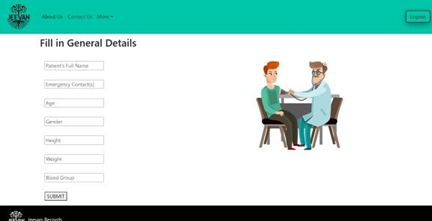 JEEVAN
About Us Contact Us More
Logout
Fill in General Details
Patient's Full Name
Emergency Contact(s)
Age
Gender
Height
Weight
Blood Group
SUBMIT
Jeevan Records